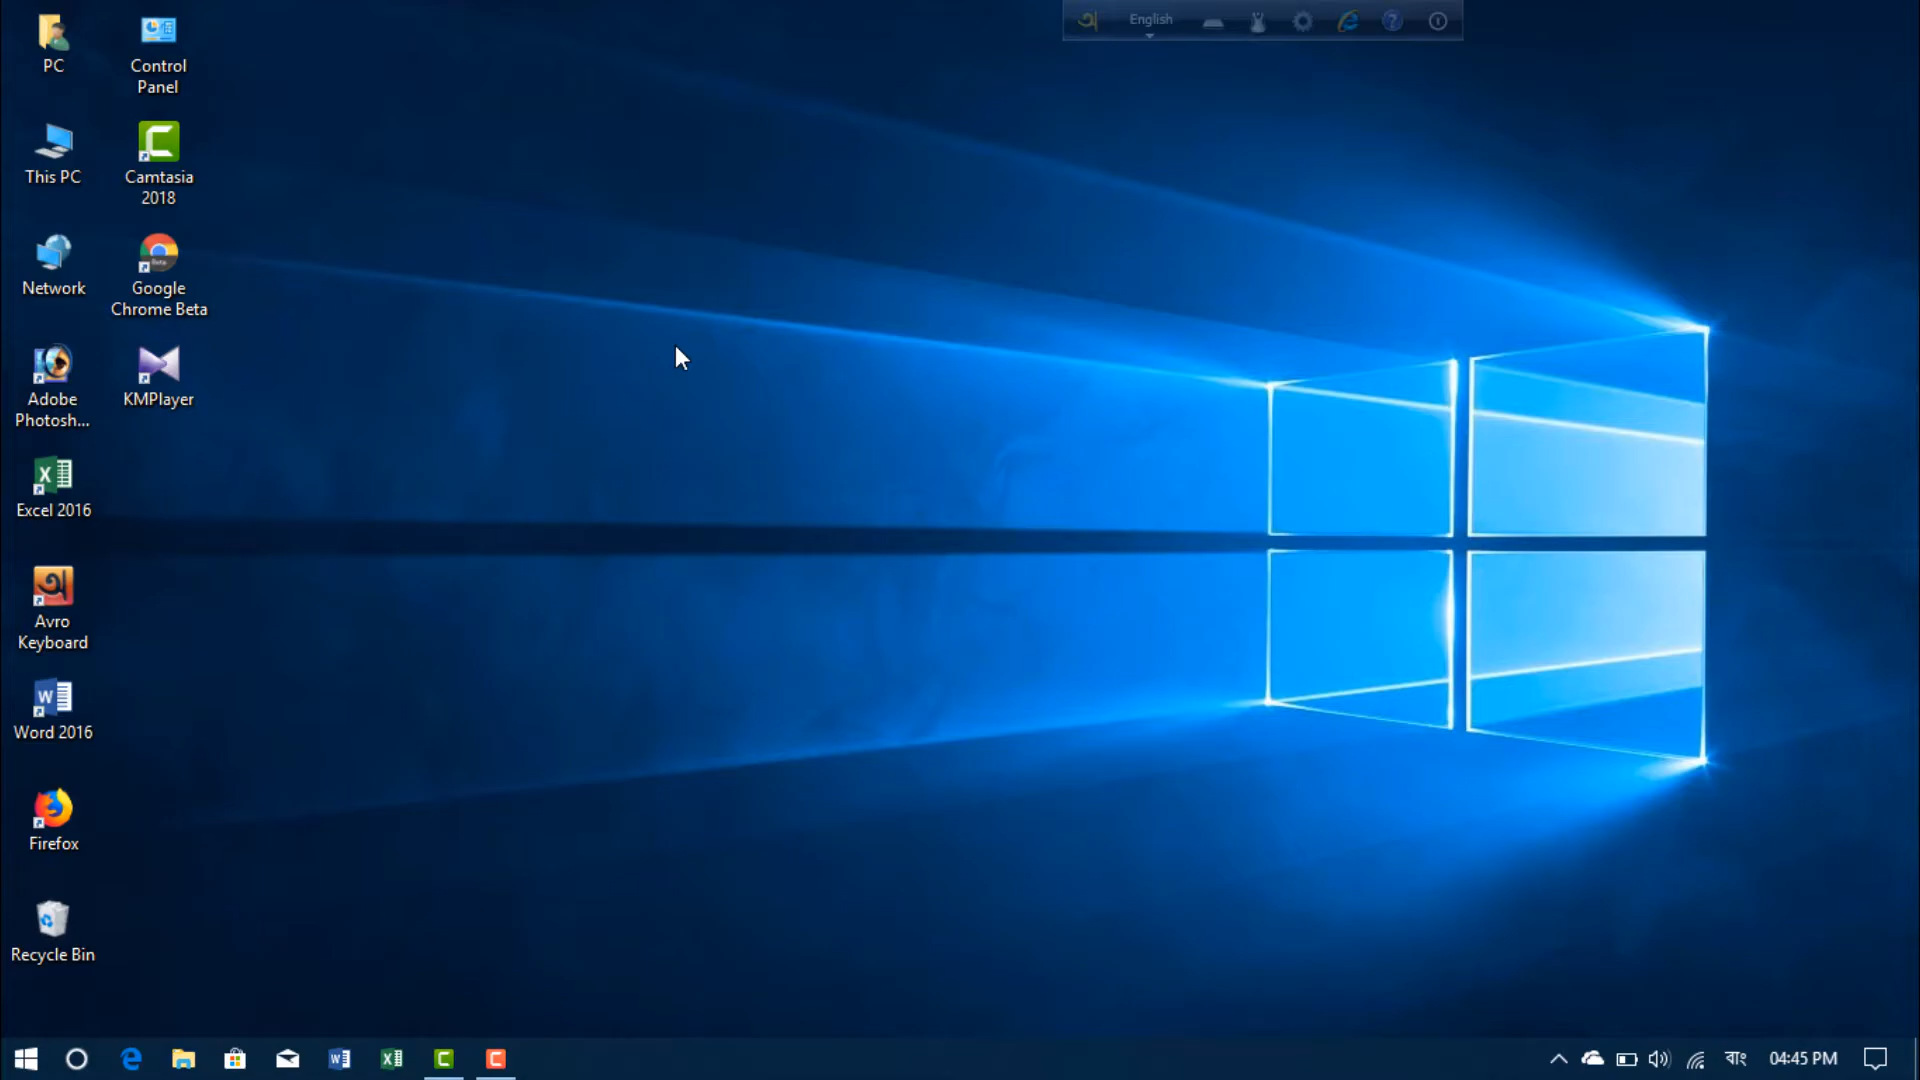 PC
Control
Panel
English
This PC
Camtasia
2018
Network
Google
Chrome Beta
Adobe
Photosh...
KMPlayer
Excel 2016
Avro
Keyboard
Word 2016
Firefox
Recycle Bin
বাং
04:45 PM